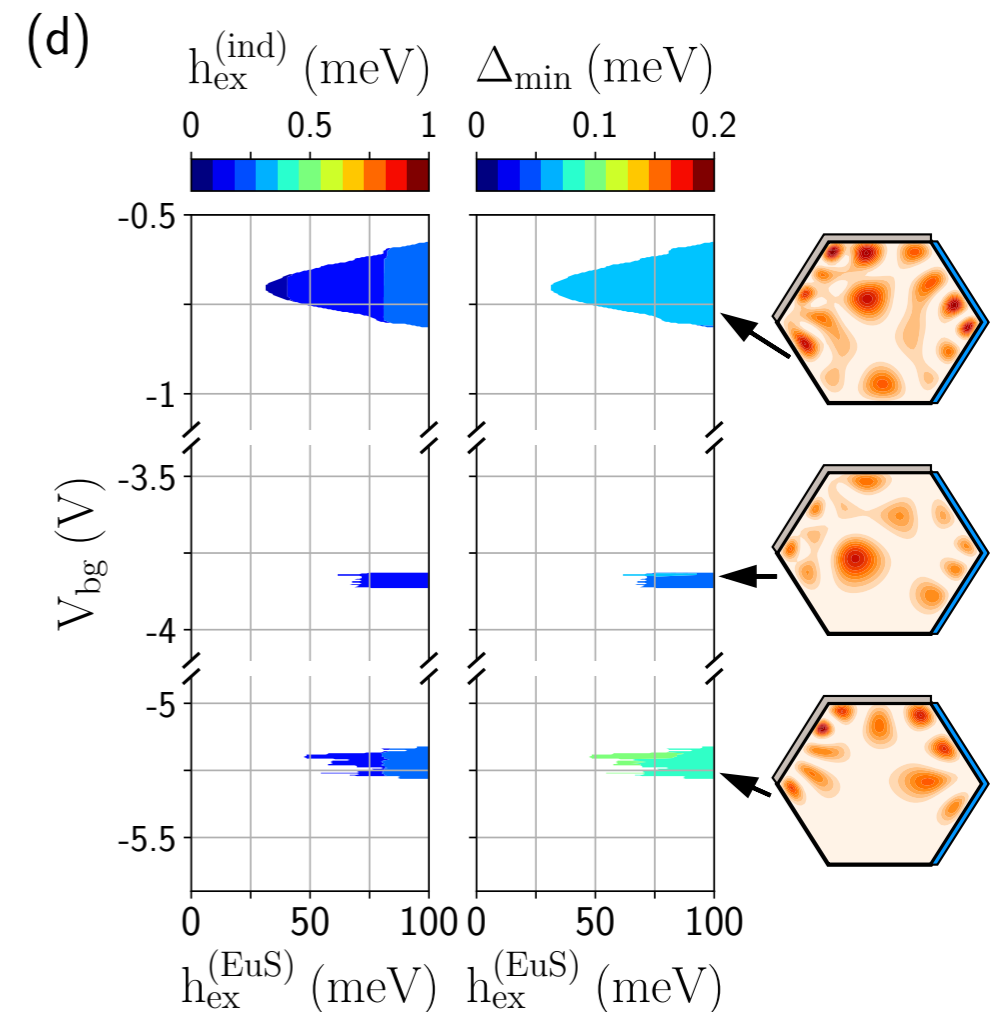 (d)
h_ex^(ind) (meV) Δ_min (meV)
0 0.5 1 0 0.1 0.2
-0.5
-1
-3.5
V_bg (V)
-4
-5
-5.5
0 50 100 0 50 100
h_ex^(EuS) (meV) h_ex^(EuS) (meV)